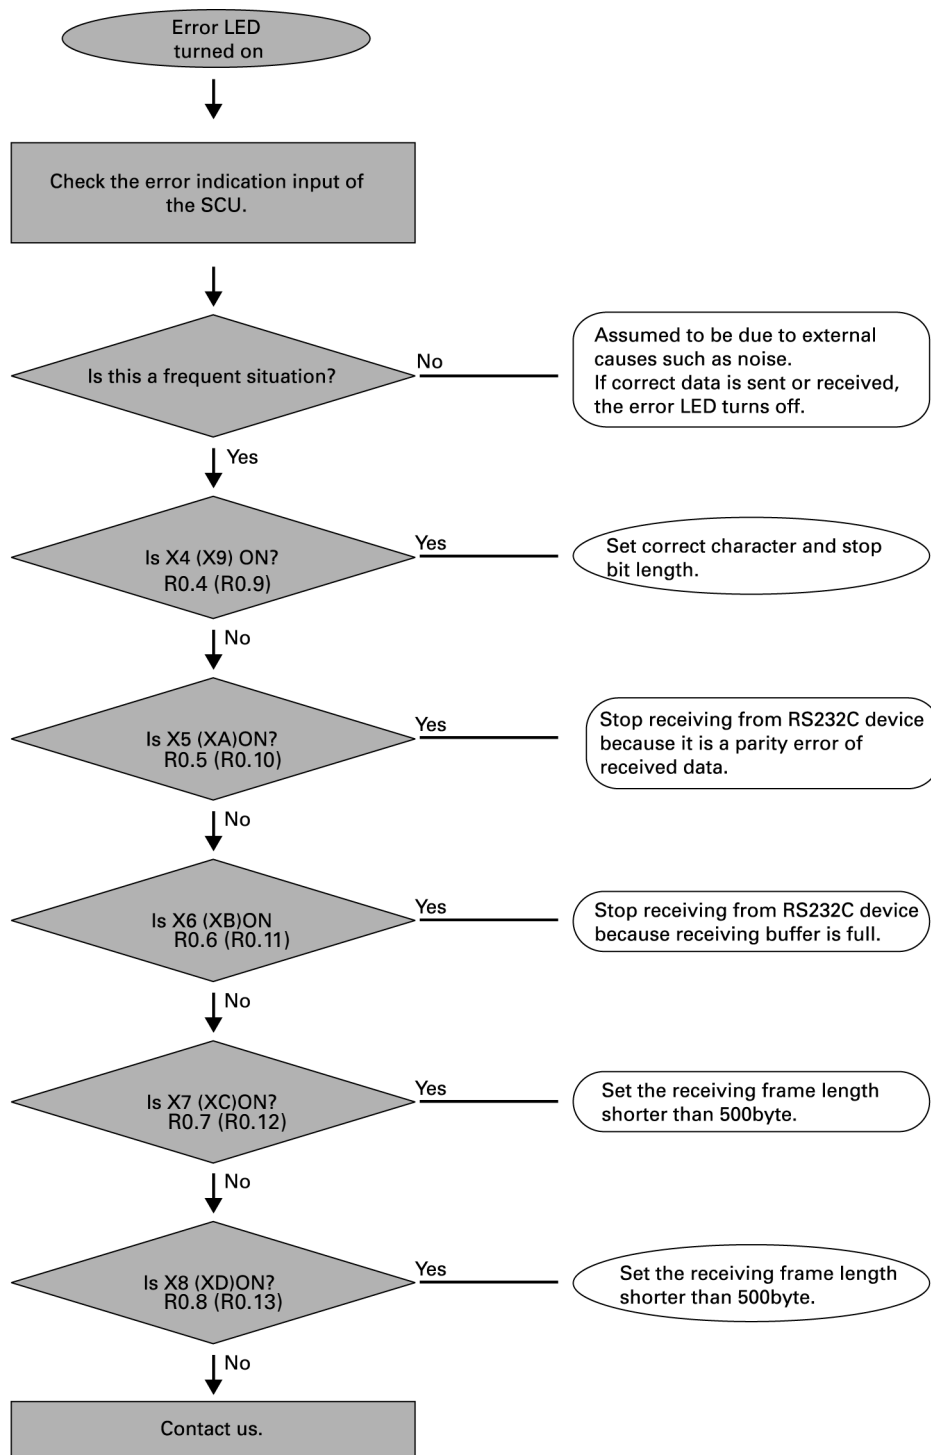 Error LED
turned on
Check the error indication input of
the SCU.
Is this a frequent situation?
No
Assumed to be due to external
causes such as noise.
If correct data is sent or received,
the error LED turns off.
Yes
Is X4 (X9) ON?
R0.4 (R0.9)
Yes
Set correct character and stop
bit length.
No
Is X5 (XA)ON?
R0.5 (R0.10)
Yes
Stop receiving from RS232C device
because it is a parity error of
received data.
No
Is X6 (XB)ON
R0.6 (R0.11)
Yes
Stop receiving from RS232C device
because receiving buffer is full.
No
Is X7 (XC)ON?
R0.7 (R0.12)
Yes
Set the receiving frame length
shorter than 500byte.
No
Is X8 (XD)ON?
R0.8 (R0.13)
Yes
Set the receiving frame length
shorter than 500byte.
No
Contact us.